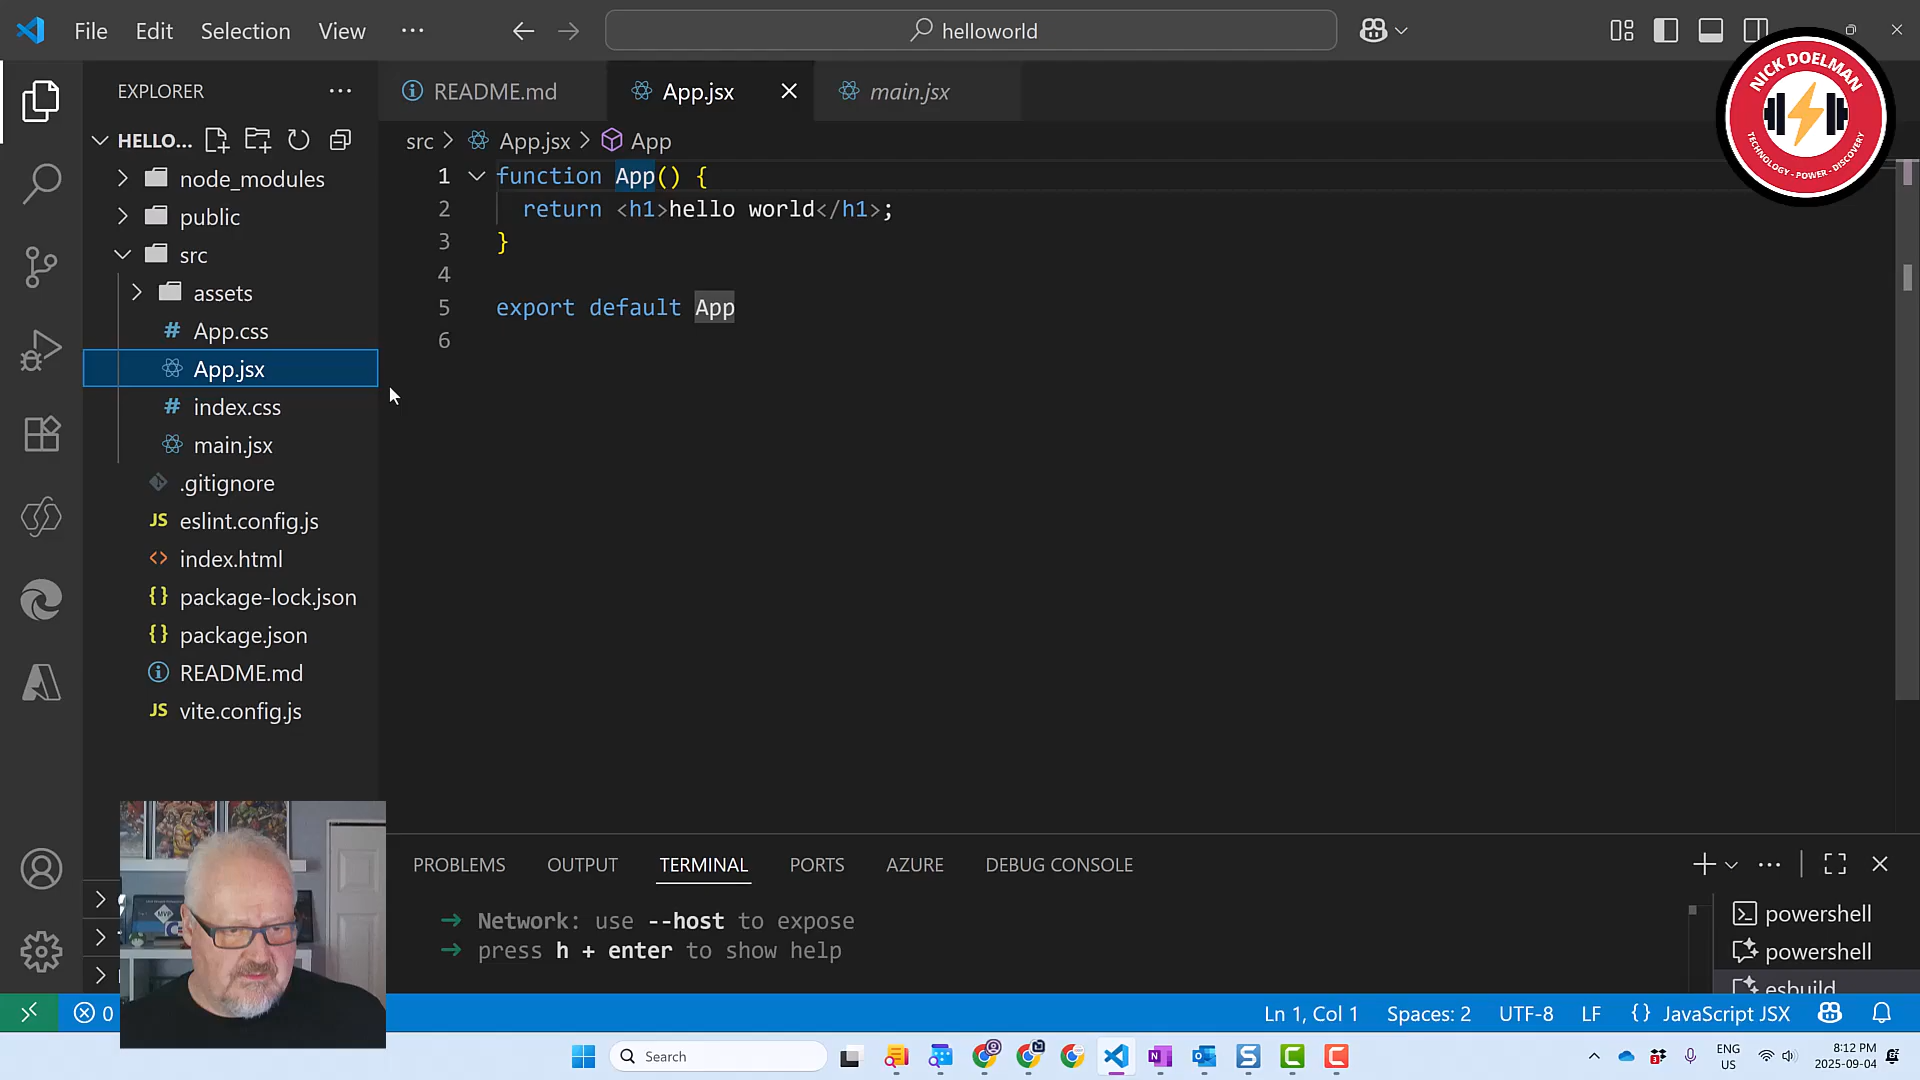 File Edit Selection View ··· helloworld
EXPLORER ···
HELLO...
node_modules
public
src
assets
# App.css
App.jsx
# index.css
main.jsx
.gitignore
JS eslint.config.js
<> index.html
{} package-lock.json
{} package.json
README.md
JS vite.config.js
README.md App.jsx main.jsx
src > App.jsx > App
1 function App() {
2 return <h1>hello world</h1>;
3 }
4
5 export default App
6
NICK DOELMAN
TECHNOLOGY - POWER - DISCOVERY
PROBLEMS OUTPUT TERMINAL PORTS AZURE DEBUG CONSOLE
➜ Network: use --host to expose
➜ press h + enter to show help
powershell
powershell
esbuild
0
Ln 1, Col 1 Spaces: 2 UTF-8 LF {} JavaScript JSX
Search
ENG
US
8:12 PM
2025-09-04